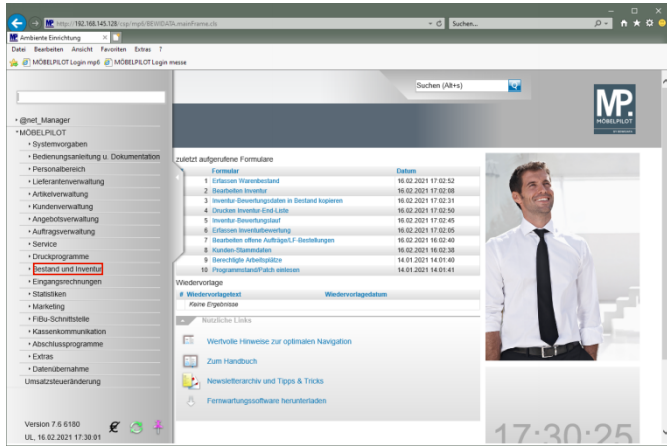 http://192.168.145.128/csp/mp6/BEWIDATA.mainFrame.cls
Suchen...
Ambiente Einrichtung
Datei Bearbeiten Ansicht Favoriten Extras ?
MÖBELPILOT Login mp6 MÖBELPILOT Login messe
Suchen (Alt+s)
MP.
MÖBELPILOT
@net_Manager
MÖBELPILOT
Systemvorgaben
Bedienungsanleitung u. Dokumentation
Personalbereich
Lieferantenverwaltung
Artikelverwaltung
Kundenverwaltung
Angebotsverwaltung
Auftragsverwaltung
Service
Druckprogramme
Bestand und Inventur
Eingangsrechnungen
Statistiken
Marketing
FiBu-Schnittstelle
Kassenkommunikation
Abschlussprogramme
Extras
Datenübernahme
Umsatzsteueränderung
Version 7.6 6180
UL, 16.02.2021 17:30:01
zuletzt aufgerufene Formulare
Formular Datum
1 Erfassen Warenbestand 16.02.2021 17:02:52
2 Bearbeiten Inventur 16.02.2021 17:02:08
3 Inventur-Bewertungsdaten in Bestand kopieren 16.02.2021 17:02:31
4 Drucken Inventur-End-Liste 16.02.2021 17:02:50
5 Inventur-Bewertungslauf 16.02.2021 17:02:45
6 Erfassen Inventurbewertung 16.02.2021 17:02:05
7 Bearbeiten offene Aufträge/LF-Bestellungen 16.02.2021 16:02:40
8 Kunden-Stammdaten 16.02.2021 16:02:38
9 Berechtigte Arbeitsplätze 14.01.2021 14:01:40
10 Programmstand/Patch einlesen 14.01.2021 14:01:41
Wiedervorlage
# Wiedervorlagetext Wiedervorlagedatum
Keine Ergebnisse
Nützliche Links
Wertvolle Hinweise zur optimalen Navigation
Zum Handbuch
Newsletterarchiv und Tipps & Tricks
Fernwartungssoftware herunterladen
17:30:25